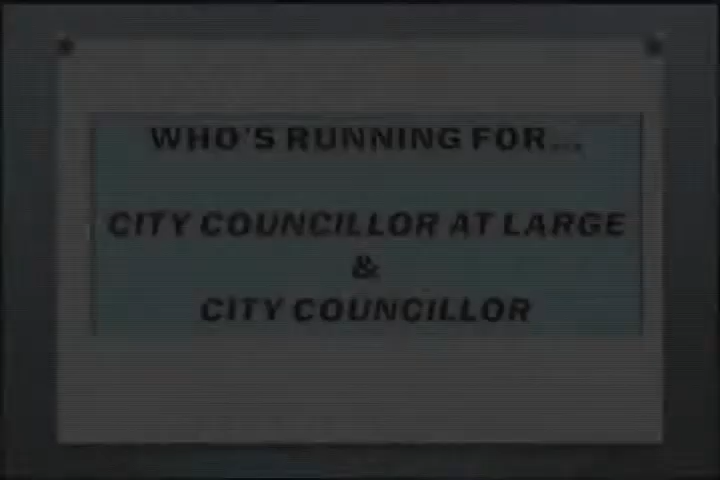 WHO'S RUNNING FOR...
CITY COUNCILLOR AT LARGE
&
CITY COUNCILLOR